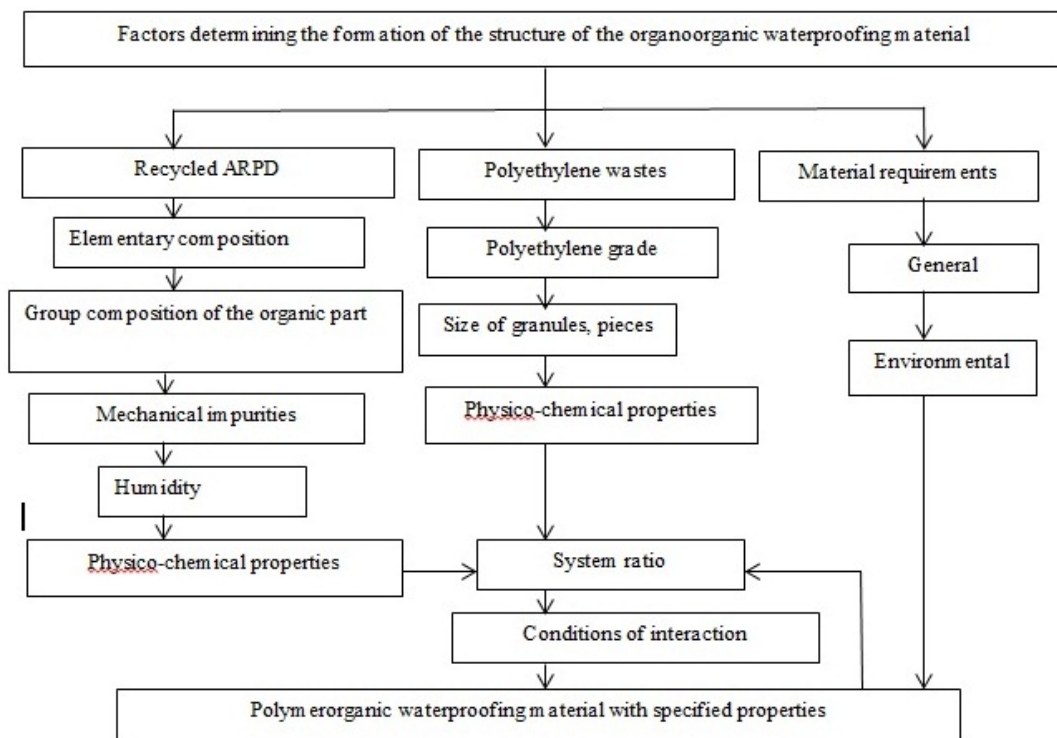 Factors determining the formation of the structure of the organoorganic waterproofing material
Recycled ARPD
Polyethylene wastes
Material requirements
Elementary composition
Polyethylene grade
General
Group composition of the organic part
Size of granules, pieces
Environmental
Mechanical impurities
Physico-chemical properties
Humidity
Physico-chemical properties
System ratio
Conditions of interaction
Polymerorganic waterproofing material with specified properties